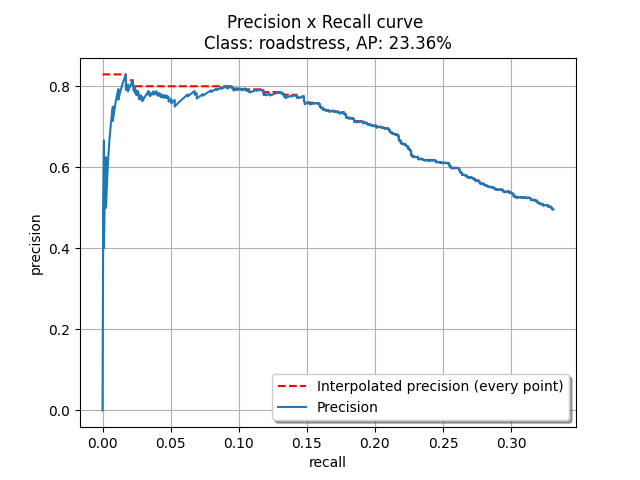 Precision x Recall curve
Class: roadstress, AP: 23.36%
precision
0.8
0.6
0.4
0.2
0.0
Interpolated precision (every point)
Precision
0.00 0.05 0.10 0.15 0.20 0.25 0.30
recall